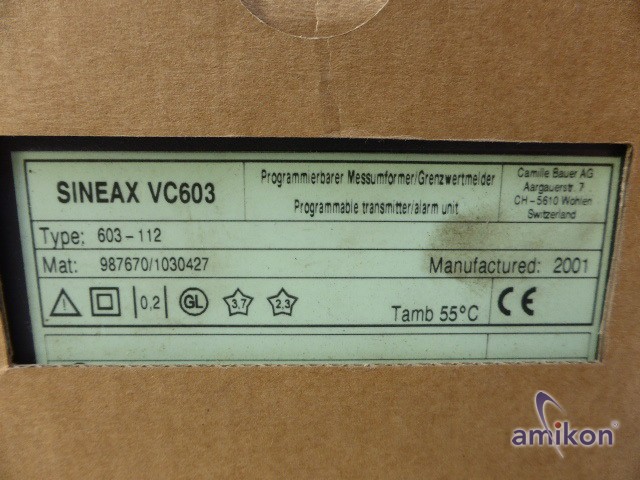 SINEAX VC603
Programmierbarer Messumformer/Grenzwertmelder
Programmable transmitter/alarm unit
Camille Bauer AG
Aargauerstr. 7
CH-5610 Wohlen
Switzerland
Type: 603-112
Mat: 987670/1030427
Manufactured: 2001
0,2 GL 3.7 2.3
Tamb 55°C
CE
amikon